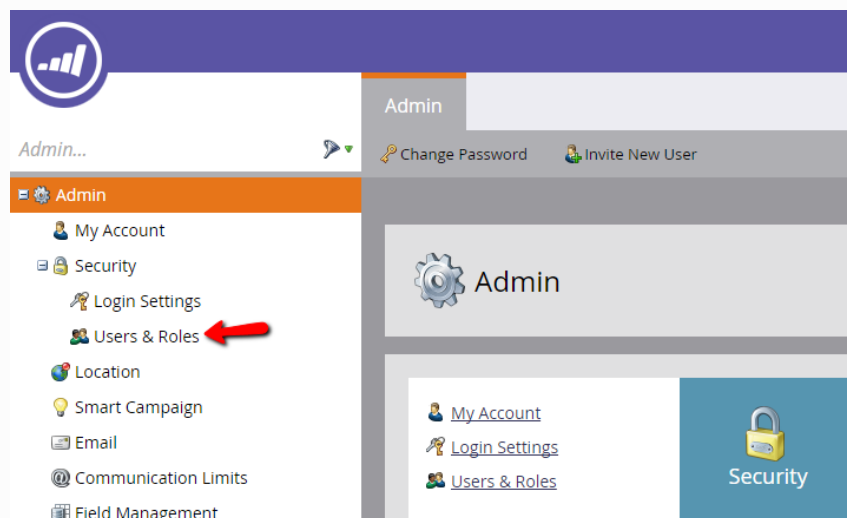 Admin
Admin...
Change Password
Invite New User
Admin
My Account
Security
Login Settings
Users & Roles
Location
Smart Campaign
Email
Communication Limits
Field Management
Admin
My Account
Login Settings
Users & Roles
Security